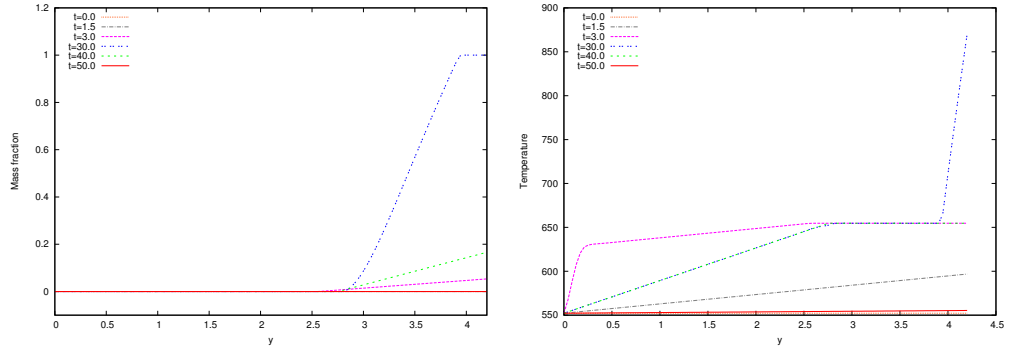 Mass fraction
1.2
1
0.8
0.6
0.4
0.2
0
0 0.5 1 1.5 2 2.5 3 3.5 4
y
t=0.0
t=1.5
t=3.0
t=30.0
t=40.0
t=50.0
Temperature
900
850
800
750
700
650
600
550
0 0.5 1 1.5 2 2.5 3 3.5 4 4.5
y
t=0.0
t=1.5
t=3.0
t=30.0
t=40.0
t=50.0